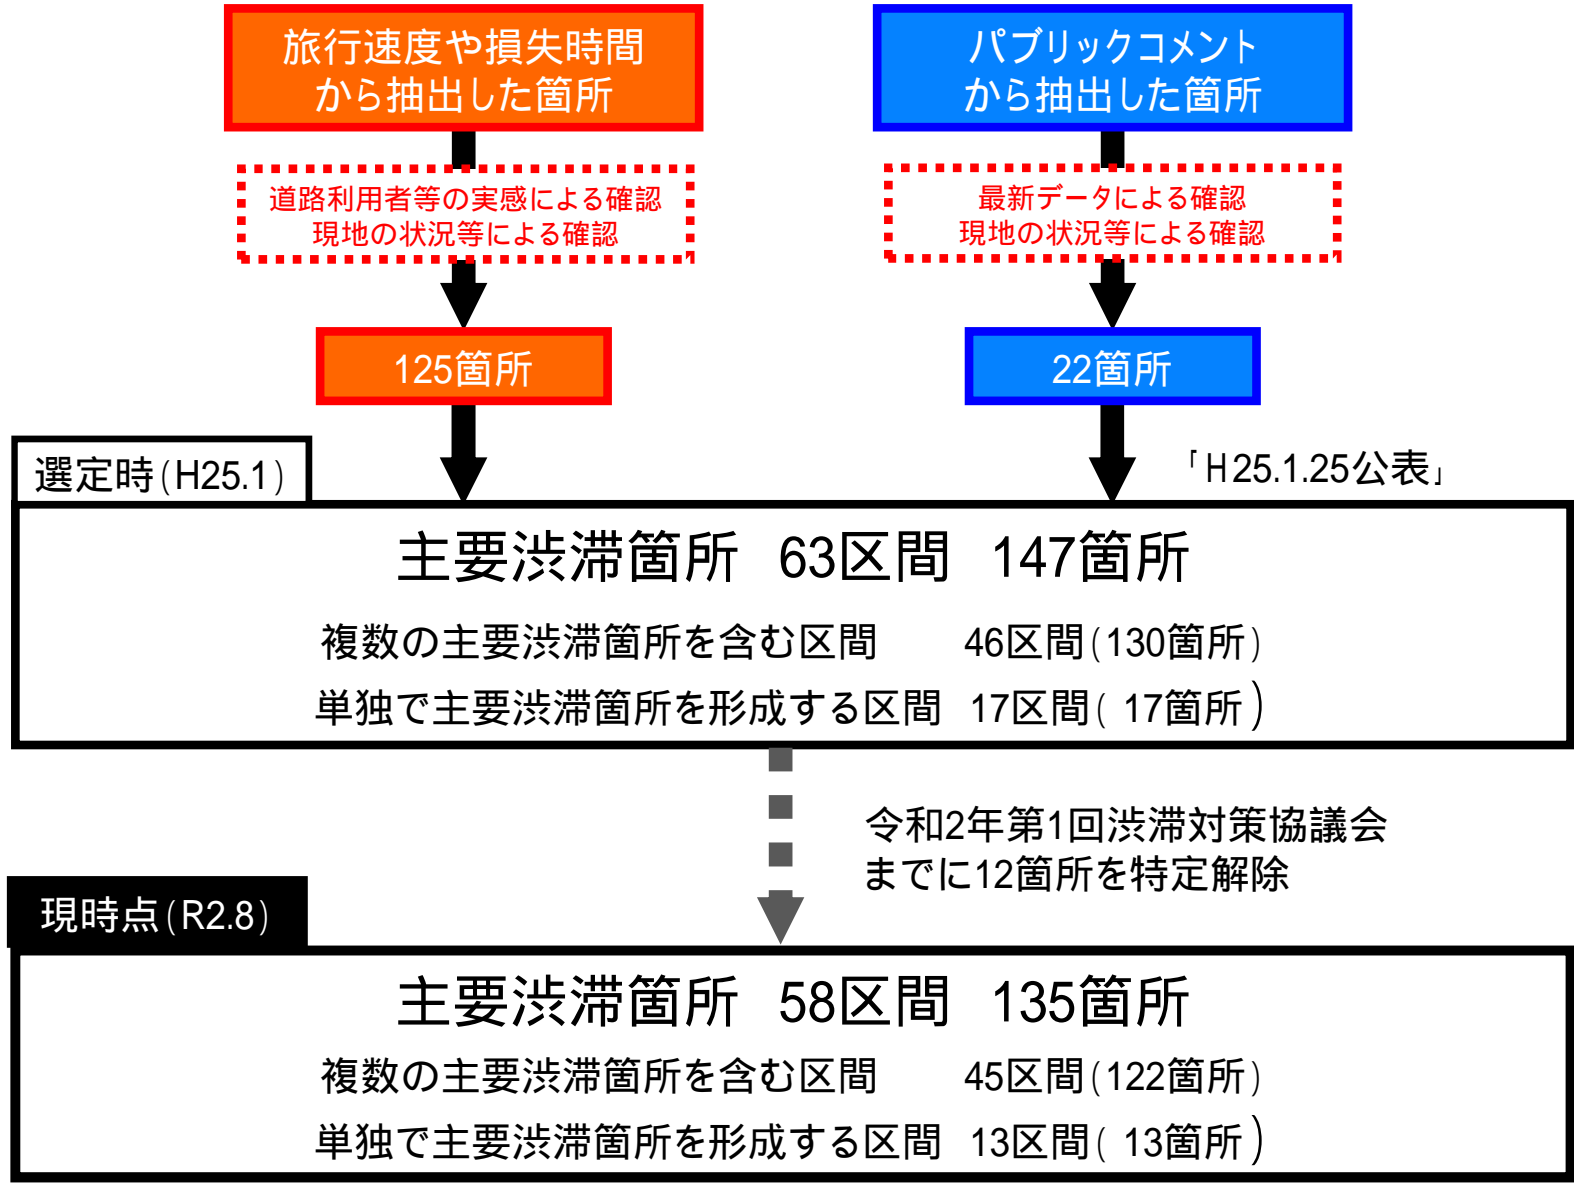 旅行速度や損失時間
から抽出した箇所
パブリックコメント
から抽出した箇所
道路利用者等の実感による確認
現地の状況等による確認
最新データによる確認
現地の状況等による確認
125箇所
22箇所
選定時(H25.1)
「H25.1.25公表」
主要渋滞箇所 63区間 147箇所
複数の主要渋滞箇所を含む区間 46区間(130箇所)
単独で主要渋滞箇所を形成する区間 17区間( 17箇所)
令和2年第1回渋滞対策協議会
までに12箇所を特定解除
現時点(R2.8)
主要渋滞箇所 58区間 135箇所
複数の主要渋滞箇所を含む区間 45区間(122箇所)
単独で主要渋滞箇所を形成する区間 13区間( 13箇所)